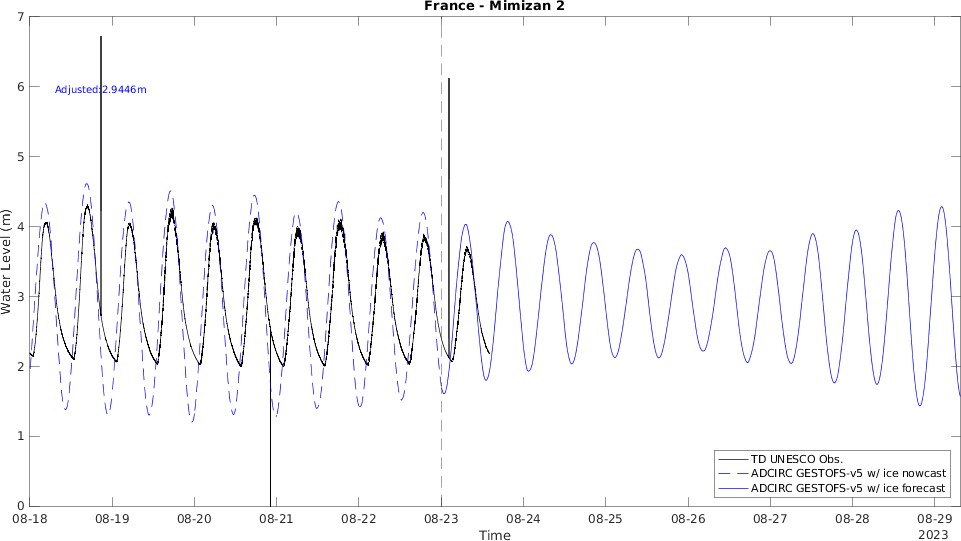 France - Mimizan 2
7
6
5
4
3
2
1
0
Water Level (m)
Adjusted:2.9446m
TD UNESCO Obs.
ADCIRC GESTOFS-v5 w/ ice nowcast
ADCIRC GESTOFS-v5 w/ ice forecast
08-18 08-19 08-20 08-21 08-22 08-23 08-24 08-25 08-26 08-27 08-28 08-29
Time
2023